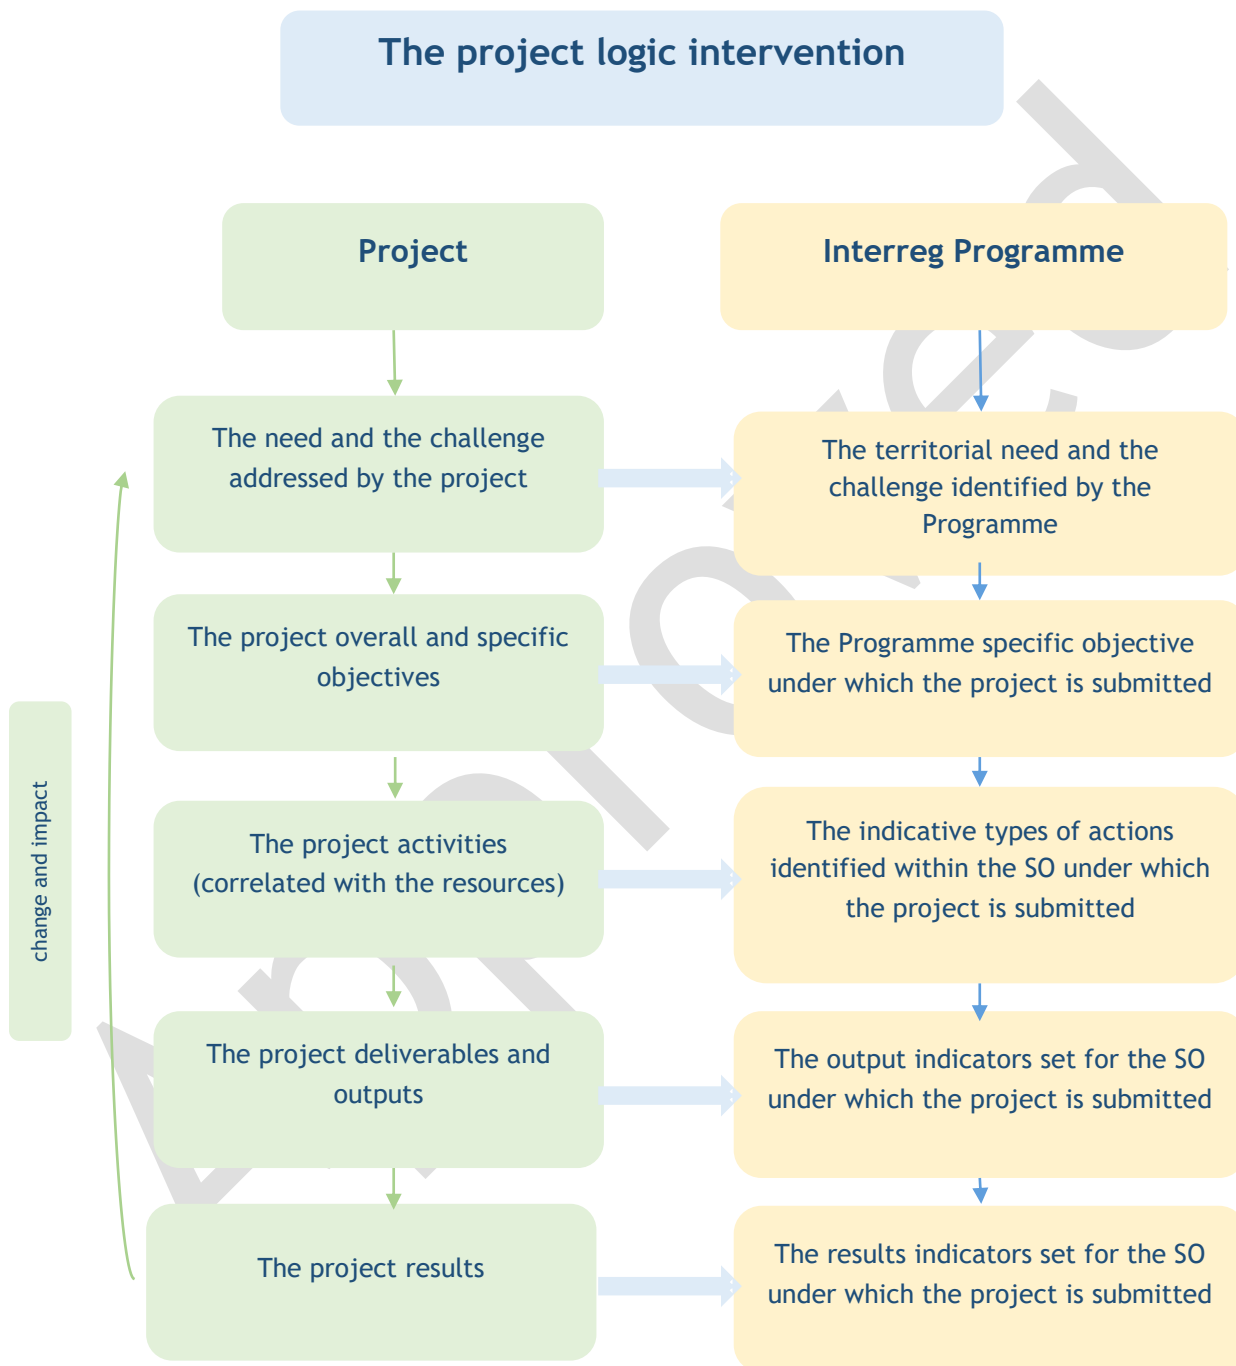 The project logic intervention
Project
Interreg Programme
The need and the challenge
addressed by the project
The territorial need and the
challenge identified by the
Programme
The project overall and specific
objectives
The Programme specific objective
under which the project is submitted
change and impact
The project activities
(correlated with the resources)
The indicative types of actions
identified within the SO under which
the project is submitted
The project deliverables and
outputs
The output indicators set for the SO
under which the project is submitted
The project results
The results indicators set for the SO
under which the project is submitted
Approved